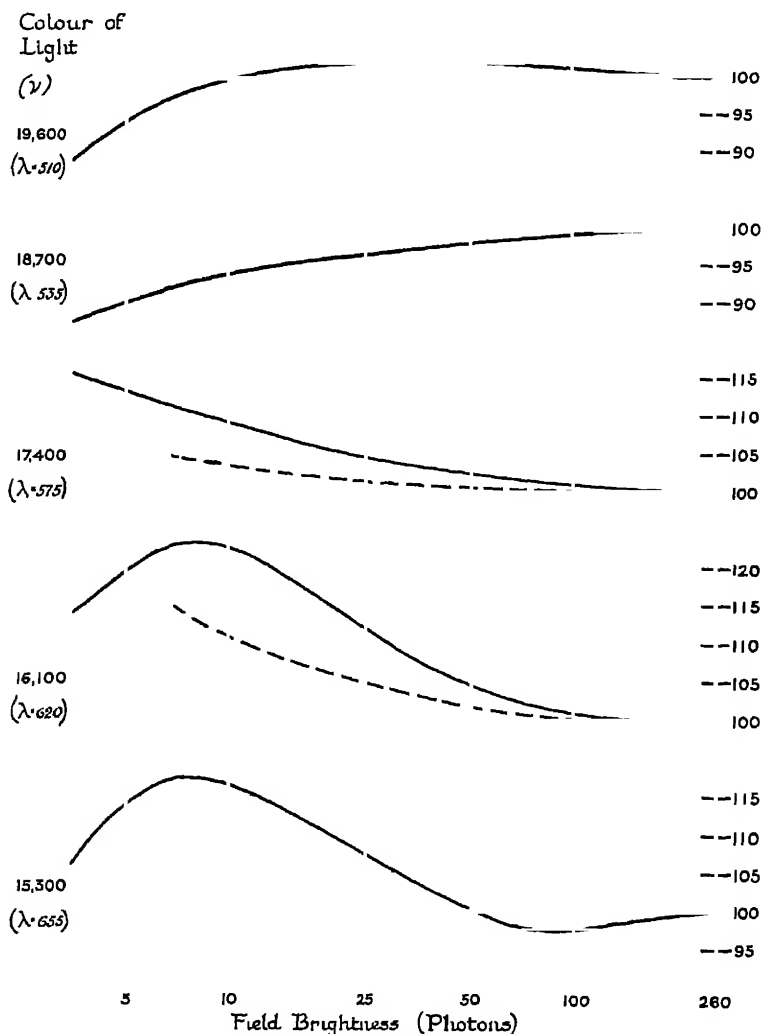 Colour of
Light
(ν)
19,600
(λ=510)
100
95
90
18,700
(λ 535)
100
95
90
17,400
(λ=575)
115
110
105
100
16,100
(λ=620)
120
115
110
105
100
15,300
(λ=655)
115
110
105
100
95
5 10 25 50 100 260
Field Brightness (Photons)